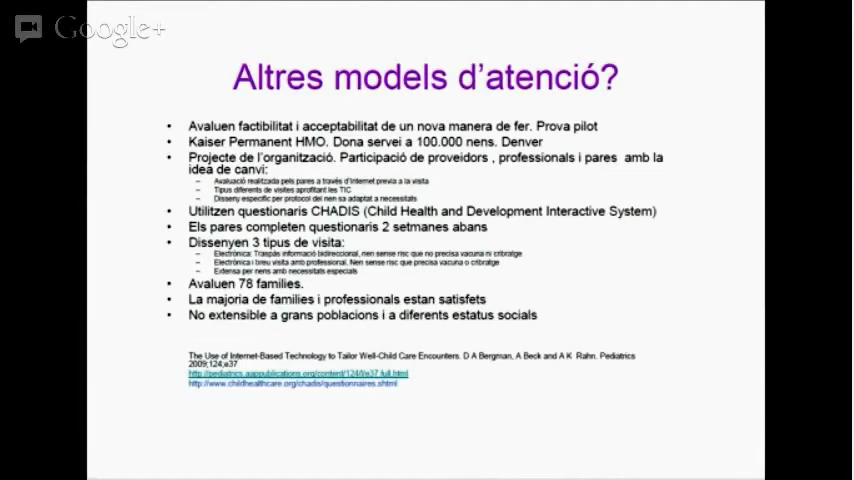 Google+
Altres models d'atenció?
• Avaluen factibilitat i acceptabilitat de un nova manera de fer. Prova pilot
• Kaiser Permanent HMO. Dona servei a 100.000 nens. Denver
• Projecte de l'organització. Participació de proveidors , professionals i pares amb la
idea de canvi:
– Avaluació realitzada pels pares a través d'Internet previa a la visita
– Tipus diferents de visites aprofitant les TIC
– Disseny especific per protocol del nen sa adaptat a necessitats
• Utilitzen questionaris CHADIS (Child Health and Development Interactive System)
• Els pares completen questionaris 2 setmanes abans
• Dissenyen 3 tipus de visita:
– Electrònica: Traspàs informació bidireccional, nen sense risc que no precisa vacuna ni cribratge
– Electrònica i breu visita amb professional. Nen sense risc que precisa vacuna o cribratge
– Extensa per nens amb necessitats especials
• Avaluen 78 families.
• La majoria de families i professionals estan satisfets
• No extensible a grans poblacions i a diferents estatus socials
The Use of Internet-Based Technology to Tailor Well-Child Care Encounters. D A Bergman, A Beck and A K Rahn. Pediatrics
2009;124;e37
http://pediatrics.aappublications.org/content/124/l/e37.full.html
http://www.childhealthcare.org/chadis/questionnaires.shtml